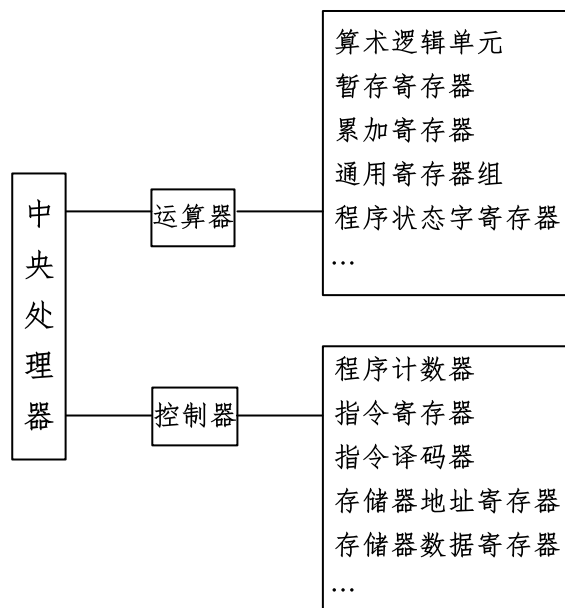 中央处理器
运算器
算术逻辑单元
暂存寄存器
累加寄存器
通用寄存器组
程序状态字寄存器
…
控制器
程序计数器
指令寄存器
指令译码器
存储器地址寄存器
存储器数据寄存器
…